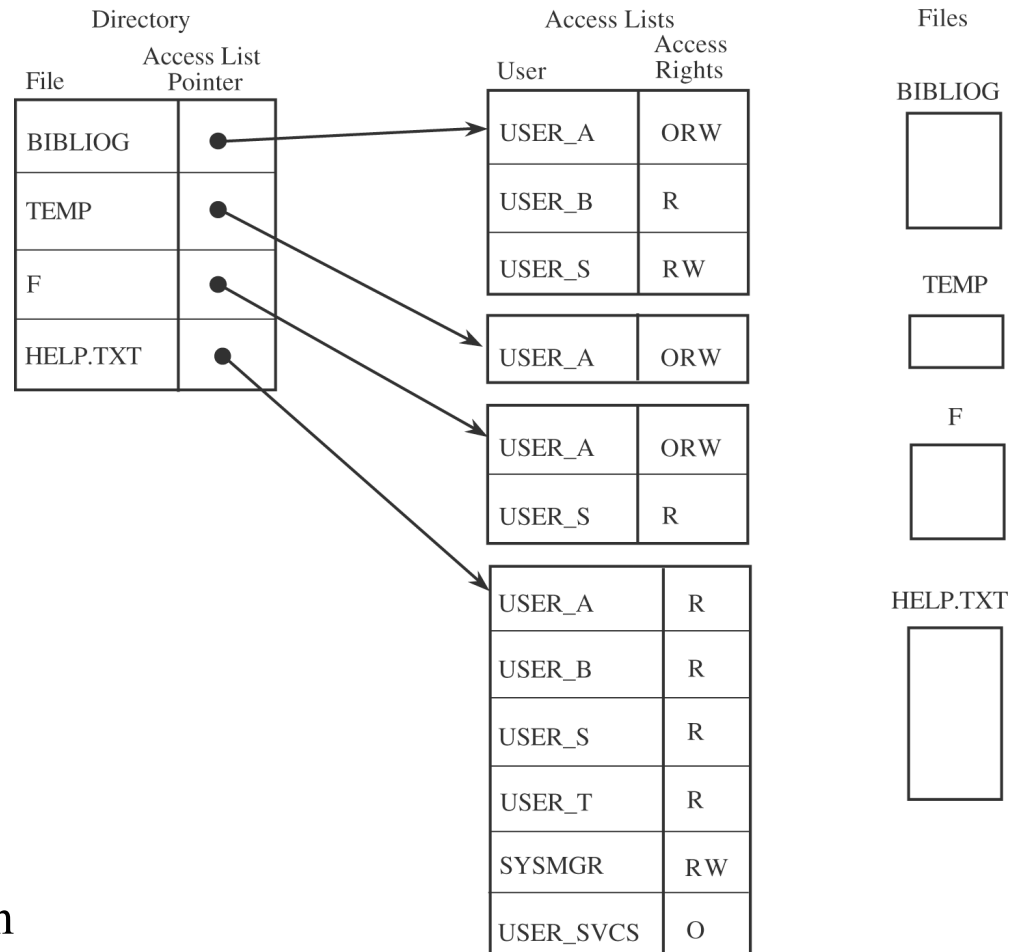 Directory
File Access List Pointer
BIBLIOG
TEMP
F
HELP.TXT
Access Lists
User Access Rights
USER_A ORW
USER_B R
USER_S RW
USER_A ORW
USER_A ORW
USER_S R
USER_A R
USER_B R
USER_S R
USER_T R
SYSMGR RW
USER_SVCS O
Files
BIBLIOG
TEMP
F
HELP.TXT